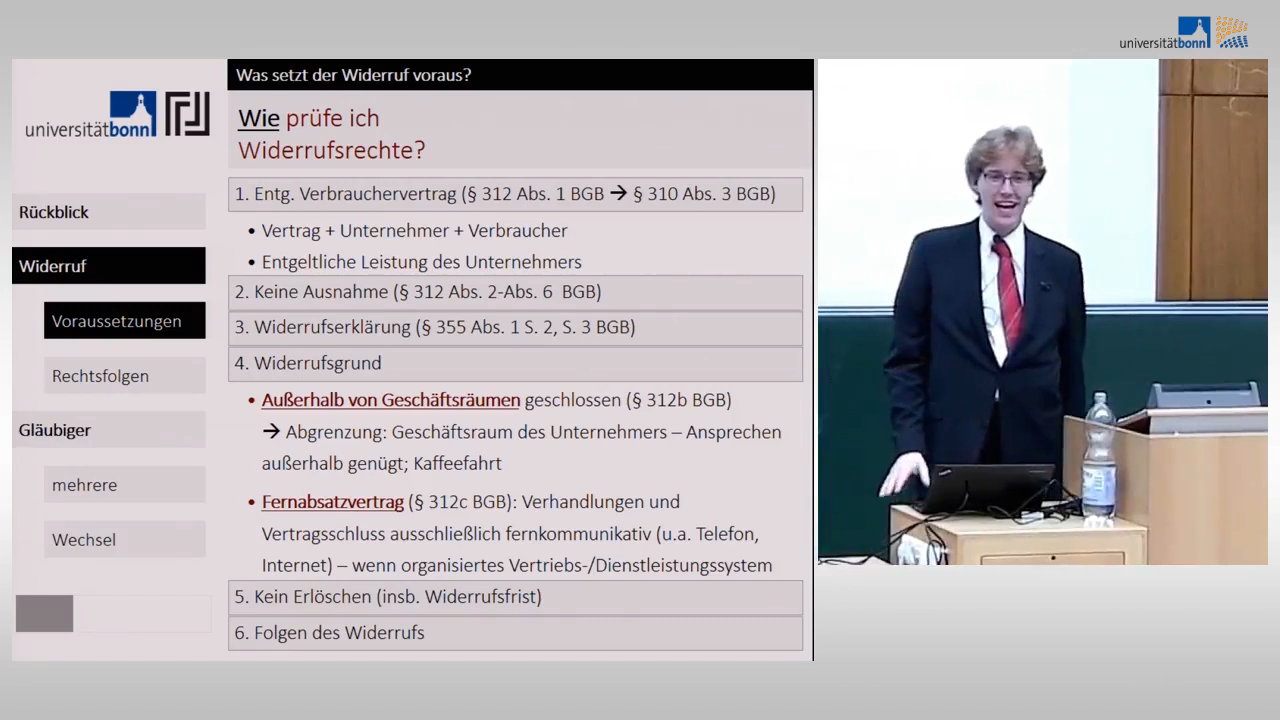 universitätbonn
Was setzt der Widerruf voraus?
universitätbonn
Wie prüfe ich
Widerrufsrechte?
Rückblick
Widerruf
Voraussetzungen
Rechtsfolgen
Gläubiger
mehrere
Wechsel
1. Entg. Verbrauchervertrag (§ 312 Abs. 1 BGB → § 310 Abs. 3 BGB)
• Vertrag + Unternehmer + Verbraucher
• Entgeltliche Leistung des Unternehmers
2. Keine Ausnahme (§ 312 Abs. 2-Abs. 6 BGB)
3. Widerrufserklärung (§ 355 Abs. 1 S. 2, S. 3 BGB)
4. Widerrufsgrund
• Außerhalb von Geschäftsräumen geschlossen (§ 312b BGB)
→ Abgrenzung: Geschäftsraum des Unternehmers – Ansprechen
außerhalb genügt; Kaffeefahrt
• Fernabsatzvertrag (§ 312c BGB): Verhandlungen und
Vertragsschluss ausschließlich fernkommunikativ (u.a. Telefon,
Internet) – wenn organisiertes Vertriebs-/Dienstleistungssystem
5. Kein Erlöschen (insb. Widerrufsfrist)
6. Folgen des Widerrufs